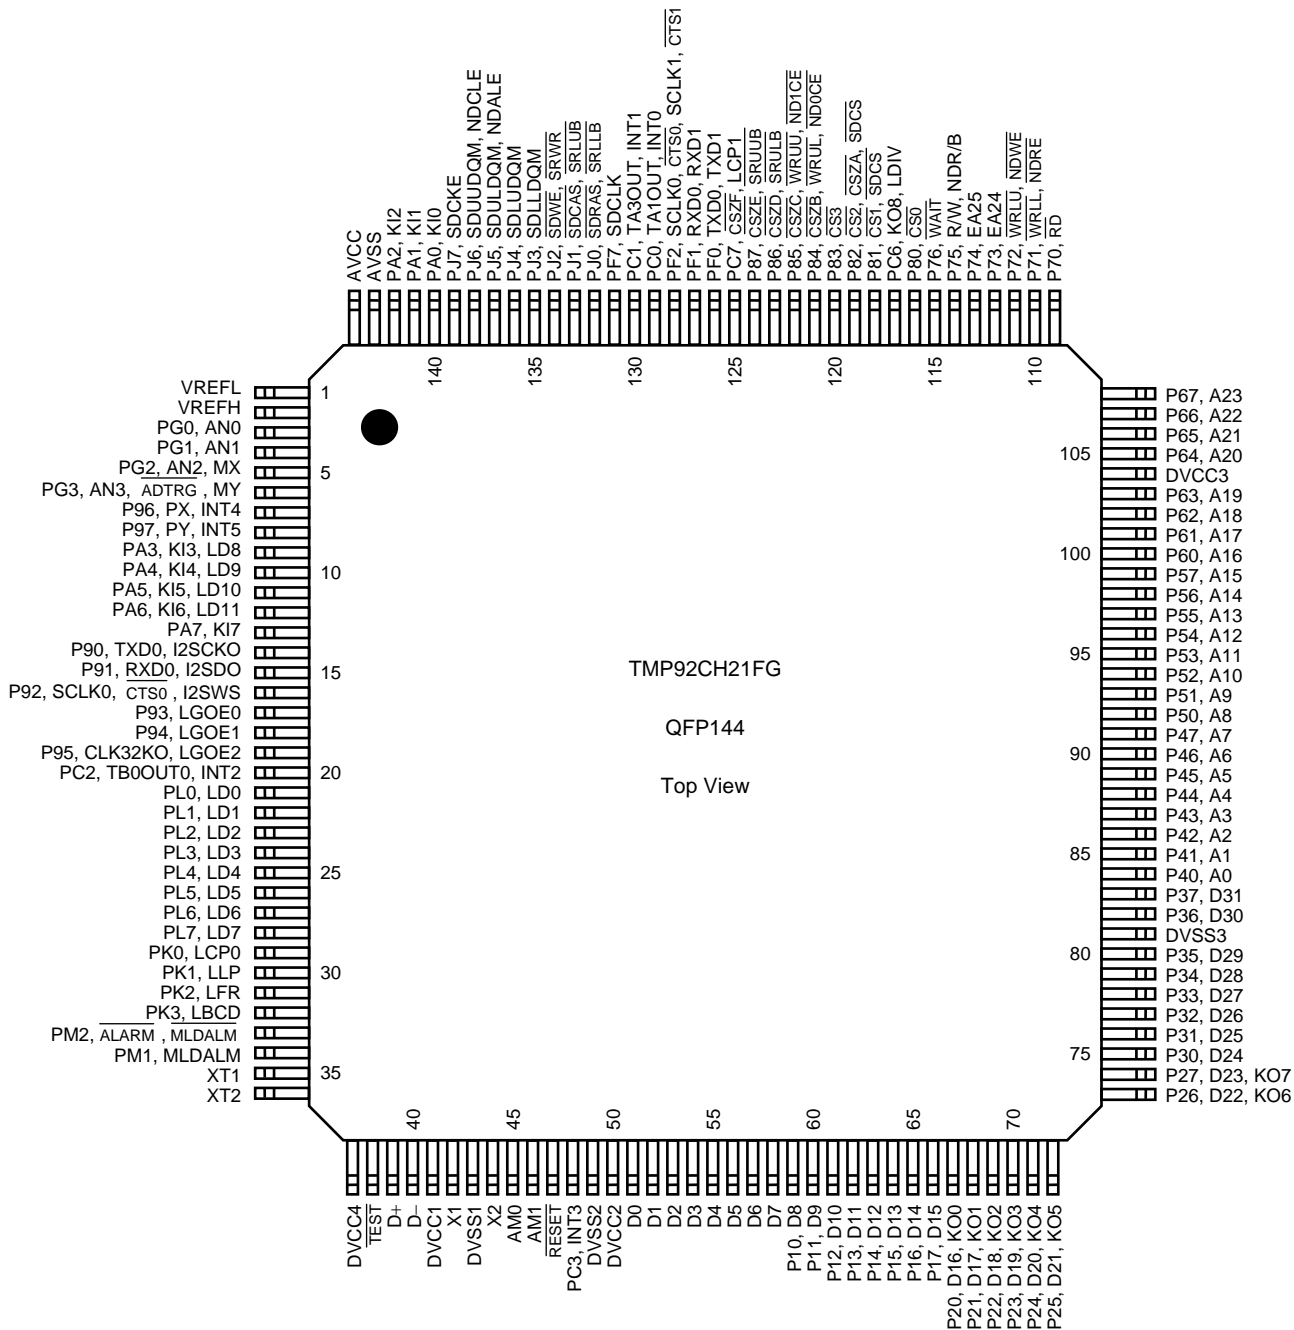 AVCC
AVSS
PA2, KI2
PA1, KI1
PA0, KI0
PJ7, SDCKE
PJ6, SDUUDQM, NDCLE
PJ5, SDULDQM, NDALE
PJ4, SDLUDQM
PJ3, SDLLDQM
PJ2, SDWE, SRWR
PJ1, SDCAS, SRLUB
PJ0, SDRAS, SRLLB
PF7, SDCLK
PC1, TA3OUT, INT1
PC0, TA1OUT, INT0
PF2, SCLK0, CTS0, SCLK1, CTS1
PF1, RXD0, RXD1
PF0, TXD0, TXD1
PC7, CSZF, LCP1
P87, CSZE, SRUUB
P86, CSZD, SRULB
P85, CSZC, WRUU, ND1CE
P84, CSZB, WRUL, ND0CE
P83, CS3
P82, CS2, CSZA, SDCS
P81, CS1, SDCS
PC6, KO8, LDIV
P80, CS0
P76, WAIT
P75, R/W, NDR/B
P74, EA25
P73, EA24
P72, WRLU, NDWE
P71, WRLL, NDRE
P70, RD
140
135
130
125
120
115
110
VREFL
VREFH
PG0, AN0
PG1, AN1
PG2, AN2, MX
PG3, AN3, ADTRG , MY
P96, PX, INT4
P97, PY, INT5
PA3, KI3, LD8
PA4, KI4, LD9
PA5, KI5, LD10
PA6, KI6, LD11
PA7, KI7
P90, TXD0, I2SCKO
P91, RXD0, I2SDO
P92, SCLK0, CTS0 , I2SWS
P93, LGOE0
P94, LGOE1
P95, CLK32KO, LGOE2
PC2, TB0OUT0, INT2
PL0, LD0
PL1, LD1
PL2, LD2
PL3, LD3
PL4, LD4
PL5, LD5
PL6, LD6
PL7, LD7
PK0, LCP0
PK1, LLP
PK2, LFR
PK3, LBCD
PM2, ALARM , MLDALM
PM1, MLDALM
XT1
XT2
1
5
10
15
20
25
30
35
TMP92CH21FG
QFP144
Top View
105
100
95
90
85
80
75
P67, A23
P66, A22
P65, A21
P64, A20
DVCC3
P63, A19
P62, A18
P61, A17
P60, A16
P57, A15
P56, A14
P55, A13
P54, A12
P53, A11
P52, A10
P51, A9
P50, A8
P47, A7
P46, A6
P45, A5
P44, A4
P43, A3
P42, A2
P41, A1
P40, A0
P37, D31
P36, D30
DVSS3
P35, D29
P34, D28
P33, D27
P32, D26
P31, D25
P30, D24
P27, D23, KO7
P26, D22, KO6
40
45
50
55
60
65
70
DVCC4
TEST
D+
D−
DVCC1
X1
DVSS1
X2
AM0
AM1
RESET
PC3, INT3
DVSS2
DVCC2
D0
D1
D2
D3
D4
D5
D6
D7
P10, D8
P11, D9
P12, D10
P13, D11
P14, D12
P15, D13
P16, D14
P17, D15
P20, D16, KO0
P21, D17, KO1
P22, D18, KO2
P23, D19, KO3
P24, D20, KO4
P25, D21, KO5